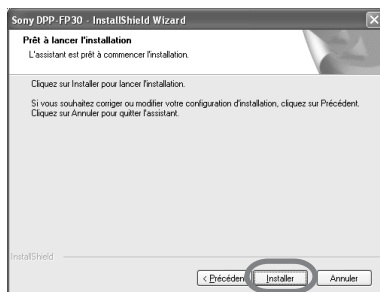 Sony DPP-FP30 - InstallShield Wizard
Prêt à lancer l'installation
L'assistant est prêt à commencer l'installation.
Cliquez sur Installer pour lancer l'installation.
Si vous souhaitez corriger ou modifier votre configuration d'installation, cliquez sur Précédent.
Cliquez sur Annuler pour quitter l'assistant.
InstallShield
< Précéden Installer Annuler